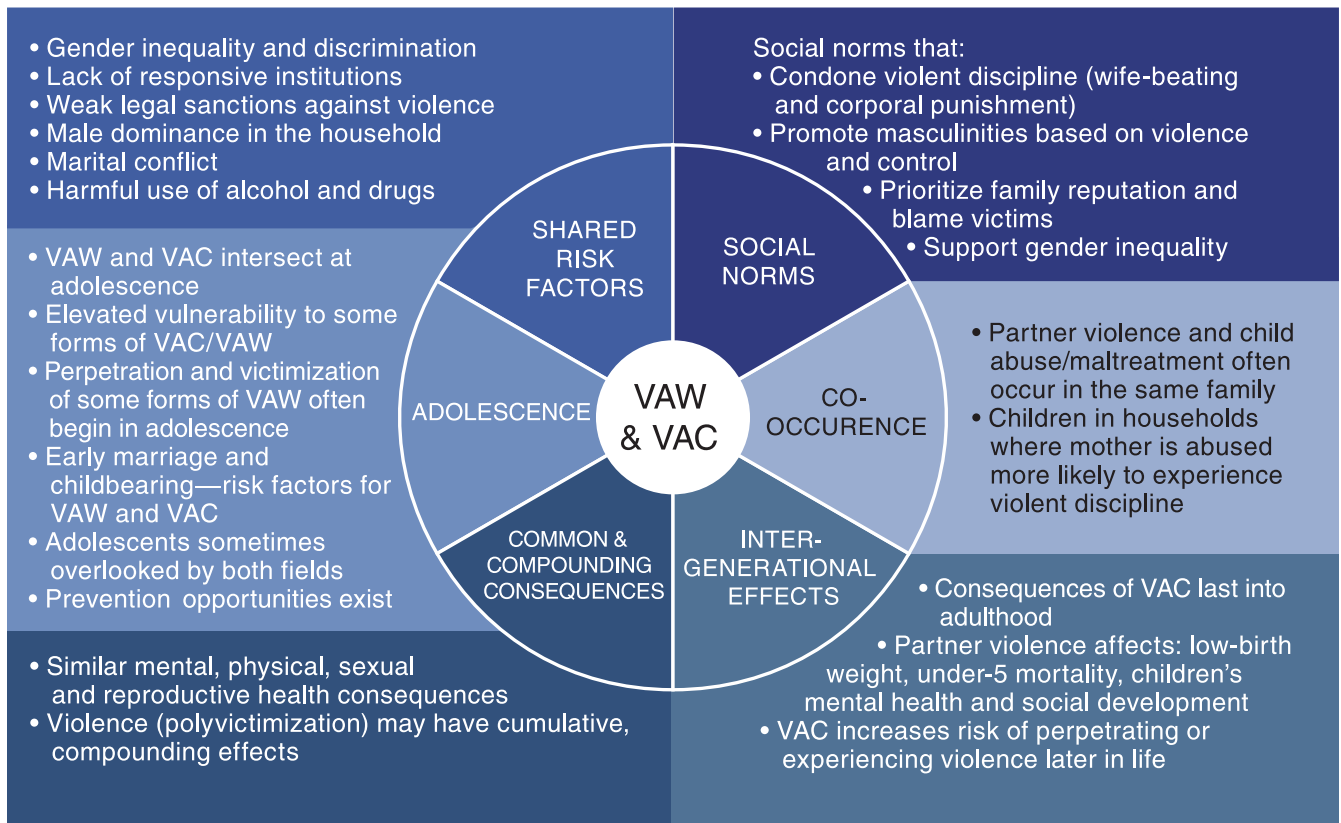 • Gender inequality and discrimination
• Lack of responsive institutions
• Weak legal sanctions against violence
• Male dominance in the household
• Marital conflict
• Harmful use of alcohol and drugs
Social norms that:
• Condone violent discipline (wife-beating
and corporal punishment)
• Promote masculinities based on violence
and control
• Prioritize family reputation and
blame victims
• Support gender inequality
SHARED
RISK
FACTORS
SOCIAL
NORMS
• VAW and VAC intersect at
adolescence
• Elevated vulnerability to some
forms of VAC/VAW
• Perpetration and victimization
of some forms of VAW often
begin in adolescence
• Early marriage and
childbearing—risk factors for
VAW and VAC
• Adolescents sometimes
overlooked by both fields
• Prevention opportunities exist
ADOLESCENCE
VAW
& VAC
CO-
OCCURENCE
• Partner violence and child
abuse/maltreatment often
occur in the same family
• Children in households
where mother is abused
more likely to experience
violent discipline
COMMON &
COMPOUNDING
CONSEQUENCES
INTER-
GENERATIONAL
EFFECTS
• Similar mental, physical, sexual
and reproductive health consequences
• Violence (polyvictimization) may have cumulative,
compounding effects
• Consequences of VAC last into
adulthood
• Partner violence affects: low-birth
weight, under-5 mortality, children's
mental health and social development
• VAC increases risk of perpetrating or
experiencing violence later in life